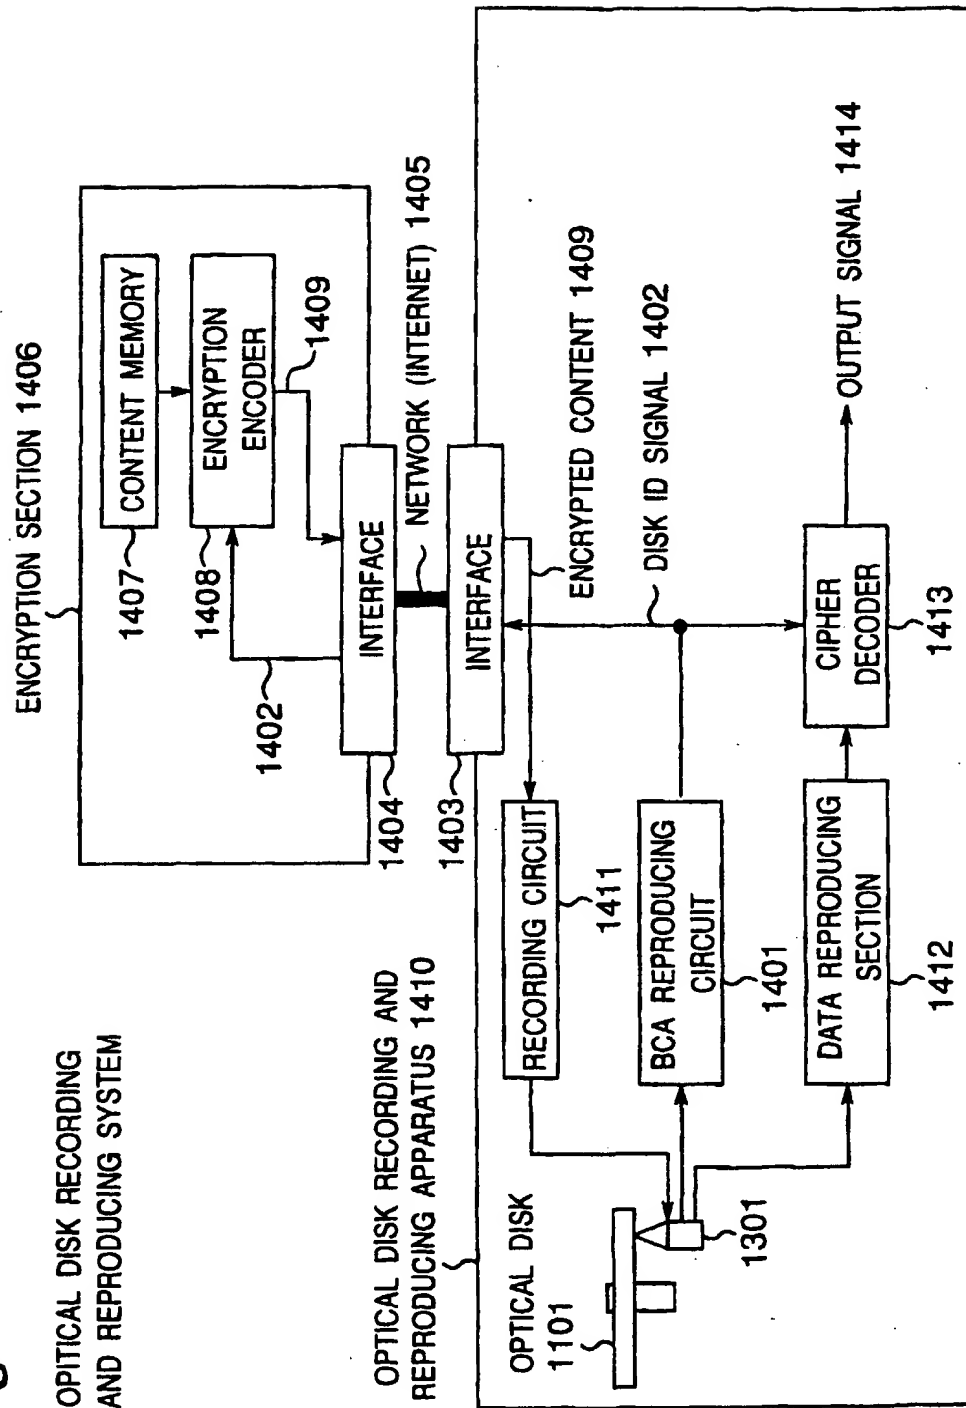 OPITICAL DISK RECORDING
AND REPRODUCING SYSTEM
ENCRYPTION SECTION 1406
CONTENT MEMORY
1407
ENCRYPTION
ENCODER
1408
1409
1402
INTERFACE
1404
NETWORK (INTERNET) 1405
INTERFACE
1403
OPTICAL DISK RECORDING AND
REPRODUCING APPARATUS 1410
ENCRYPTED CONTENT 1409
DISK ID SIGNAL 1402
RECORDING CIRCUIT
1411
BCA REPRODUCING
CIRCUIT
1401
DATA REPRODUCING
SECTION
1412
CIPHER
DECODER
1413
OUTPUT SIGNAL 1414
OPTICAL DISK
1101
1301